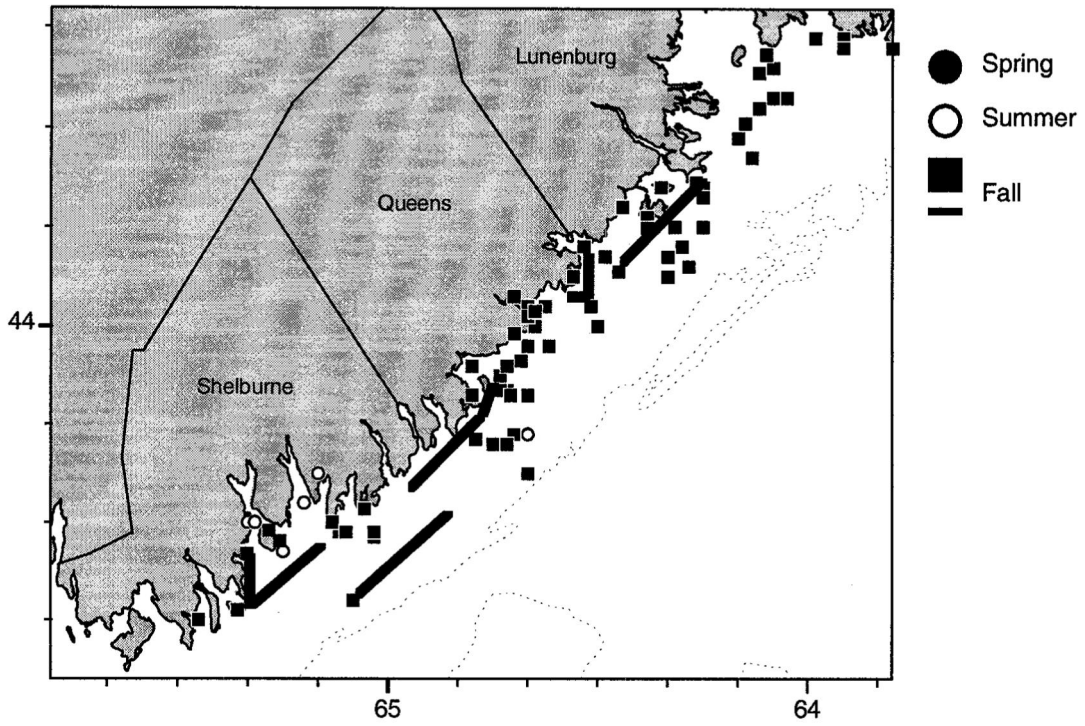 Lunenburg
Queens
Shelburne
44
65
64
Spring
Summer
Fall